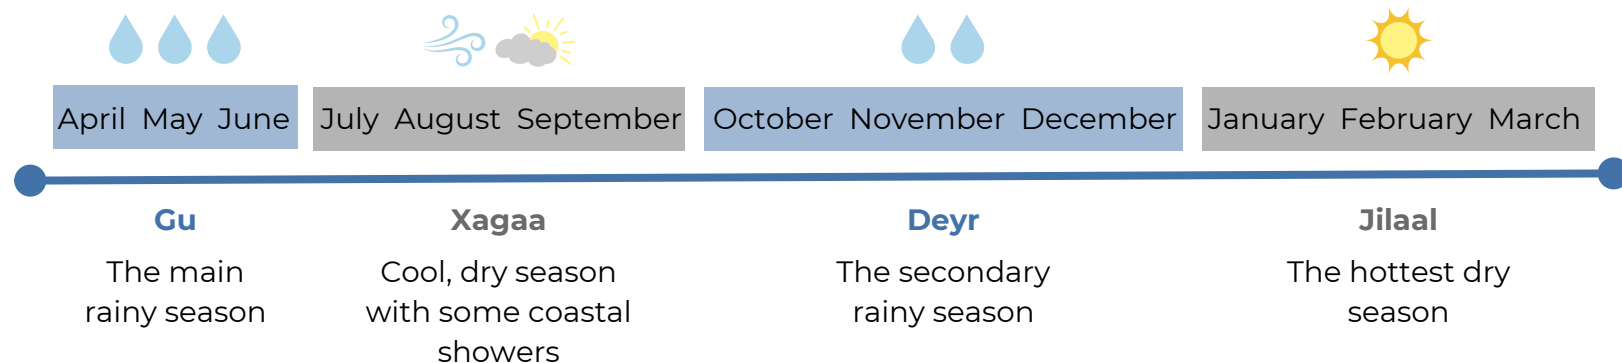 April May June
July August September
October November December
January February March
Gu
The main
rainy season
Xagaa
Cool, dry season
with some coastal
showers
Deyr
The secondary
rainy season
Jilaal
The hottest dry
season